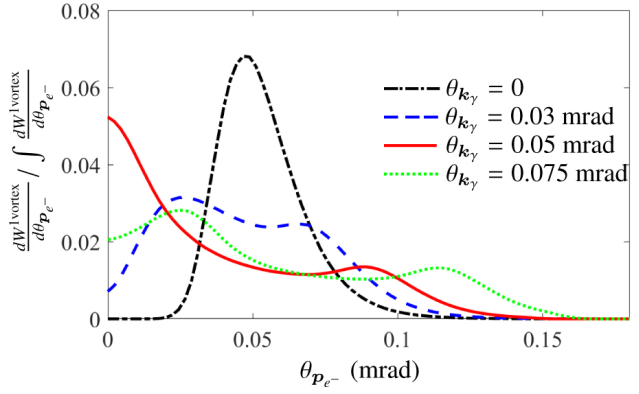 dW^{1vortex}/dθ_{p_{e^-}} / ∫ dW^{1vortex}/dθ_{p_{e^-}}
0.08
0.06
0.04
0.02
0
θ_{k_γ} = 0
θ_{k_γ} = 0.03 mrad
θ_{k_γ} = 0.05 mrad
θ_{k_γ} = 0.075 mrad
0 0.05 0.1 0.15
θ_{p_{e^-}} (mrad)